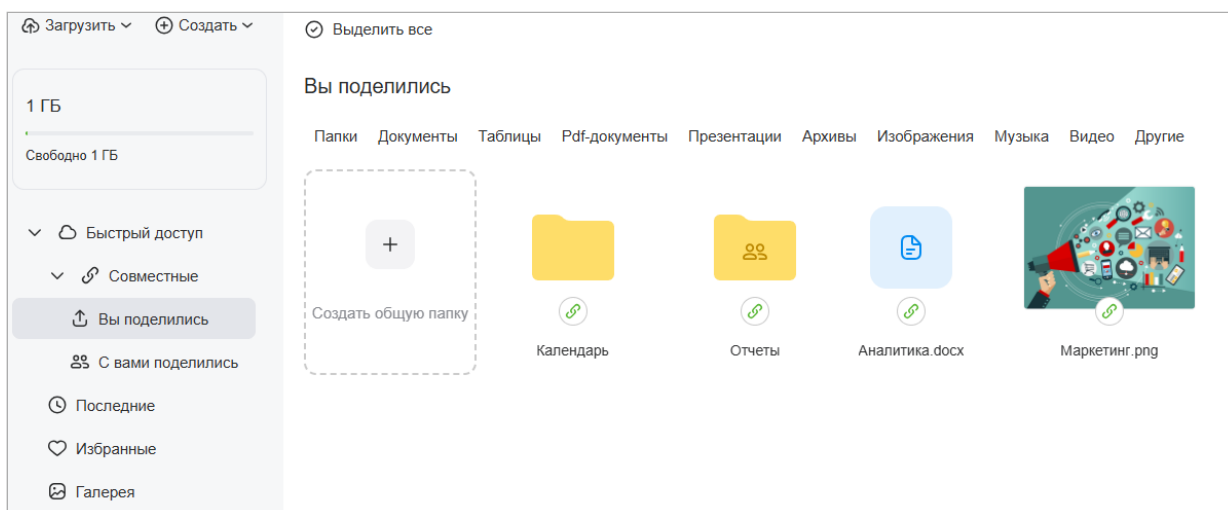 Загрузить Создать
Выделить все
1 ГБ
Свободно 1 ГБ
Быстрый доступ
Совместные
Вы поделились
С вами поделились
Последние
Избранные
Галерея
Вы поделились
Папки Документы Таблицы Pdf-документы Презентации Архивы Изображения Музыка Видео Другие
Создать общую папку
Календарь
Отчеты
Аналитика.docx
Маркетинг.png